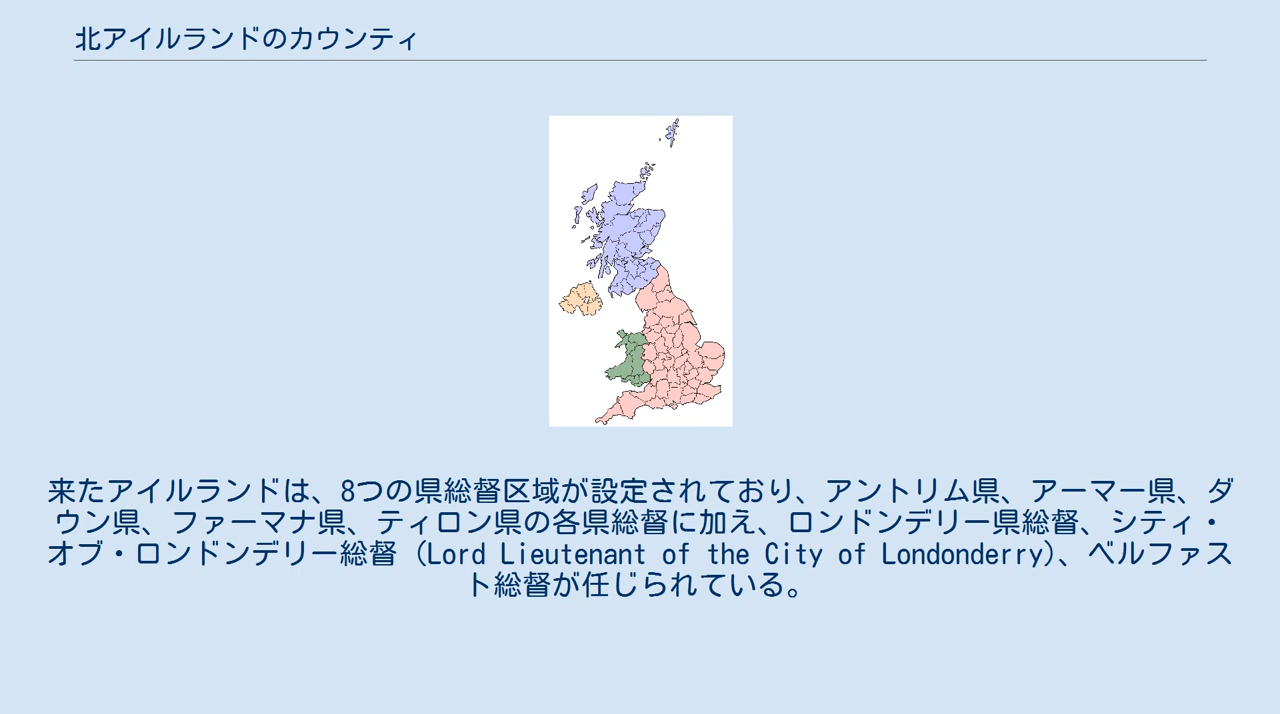 北アイルランドのカウンティ
来たアイルランドは、8つの県総督区域が設定されており、アントリム県、アーマー県、ダ
ウン県、ファーマナ県、ティロン県の各県総督に加え、ロンドンデリー県総督、シティ・
オブ・ロンドンデリー総督 (Lord Lieutenant of the City of Londonderry)、ベルファス
ト総督が任じられている。